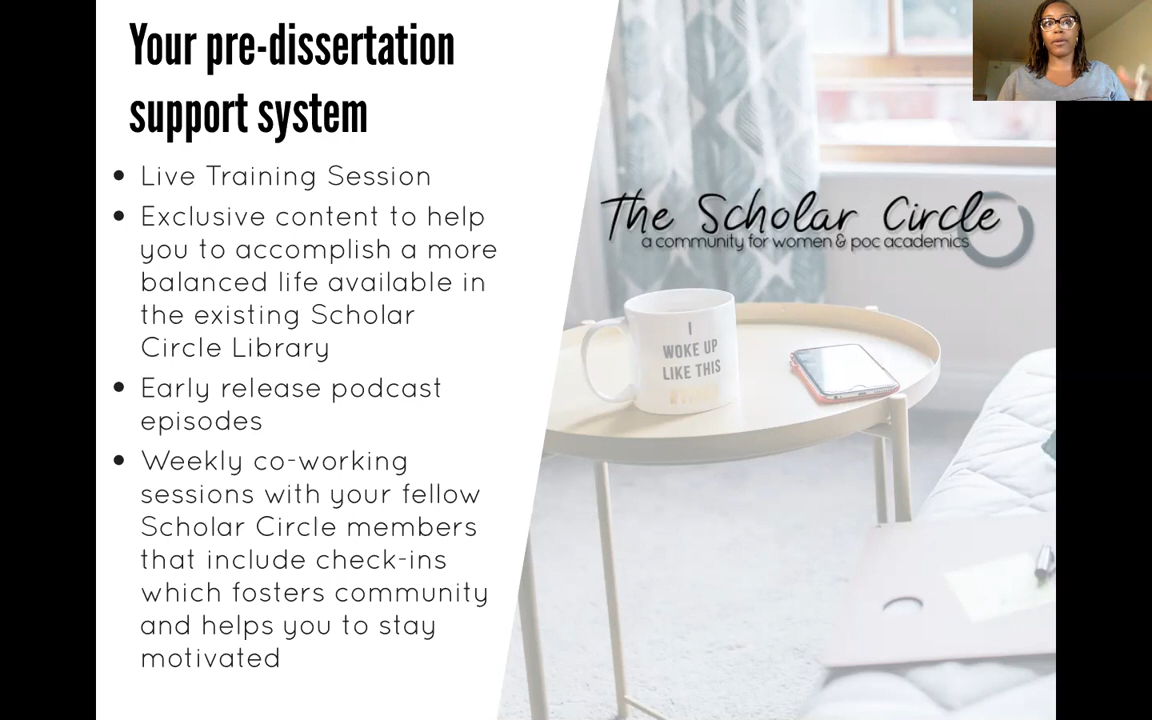 Your pre-dissertation
support system
Live Training Session
Exclusive content to help
you to accomplish a more
balanced life available in
the existing Scholar
Circle Library
Early release podcast
episodes
Weekly co-working
sessions with your fellow
Scholar Circle members
that include check-ins
which fosters community
and helps you to stay
motivated
The Scholar Circle
a community for women & poc academics
I
WOKE UP
LIKE THIS